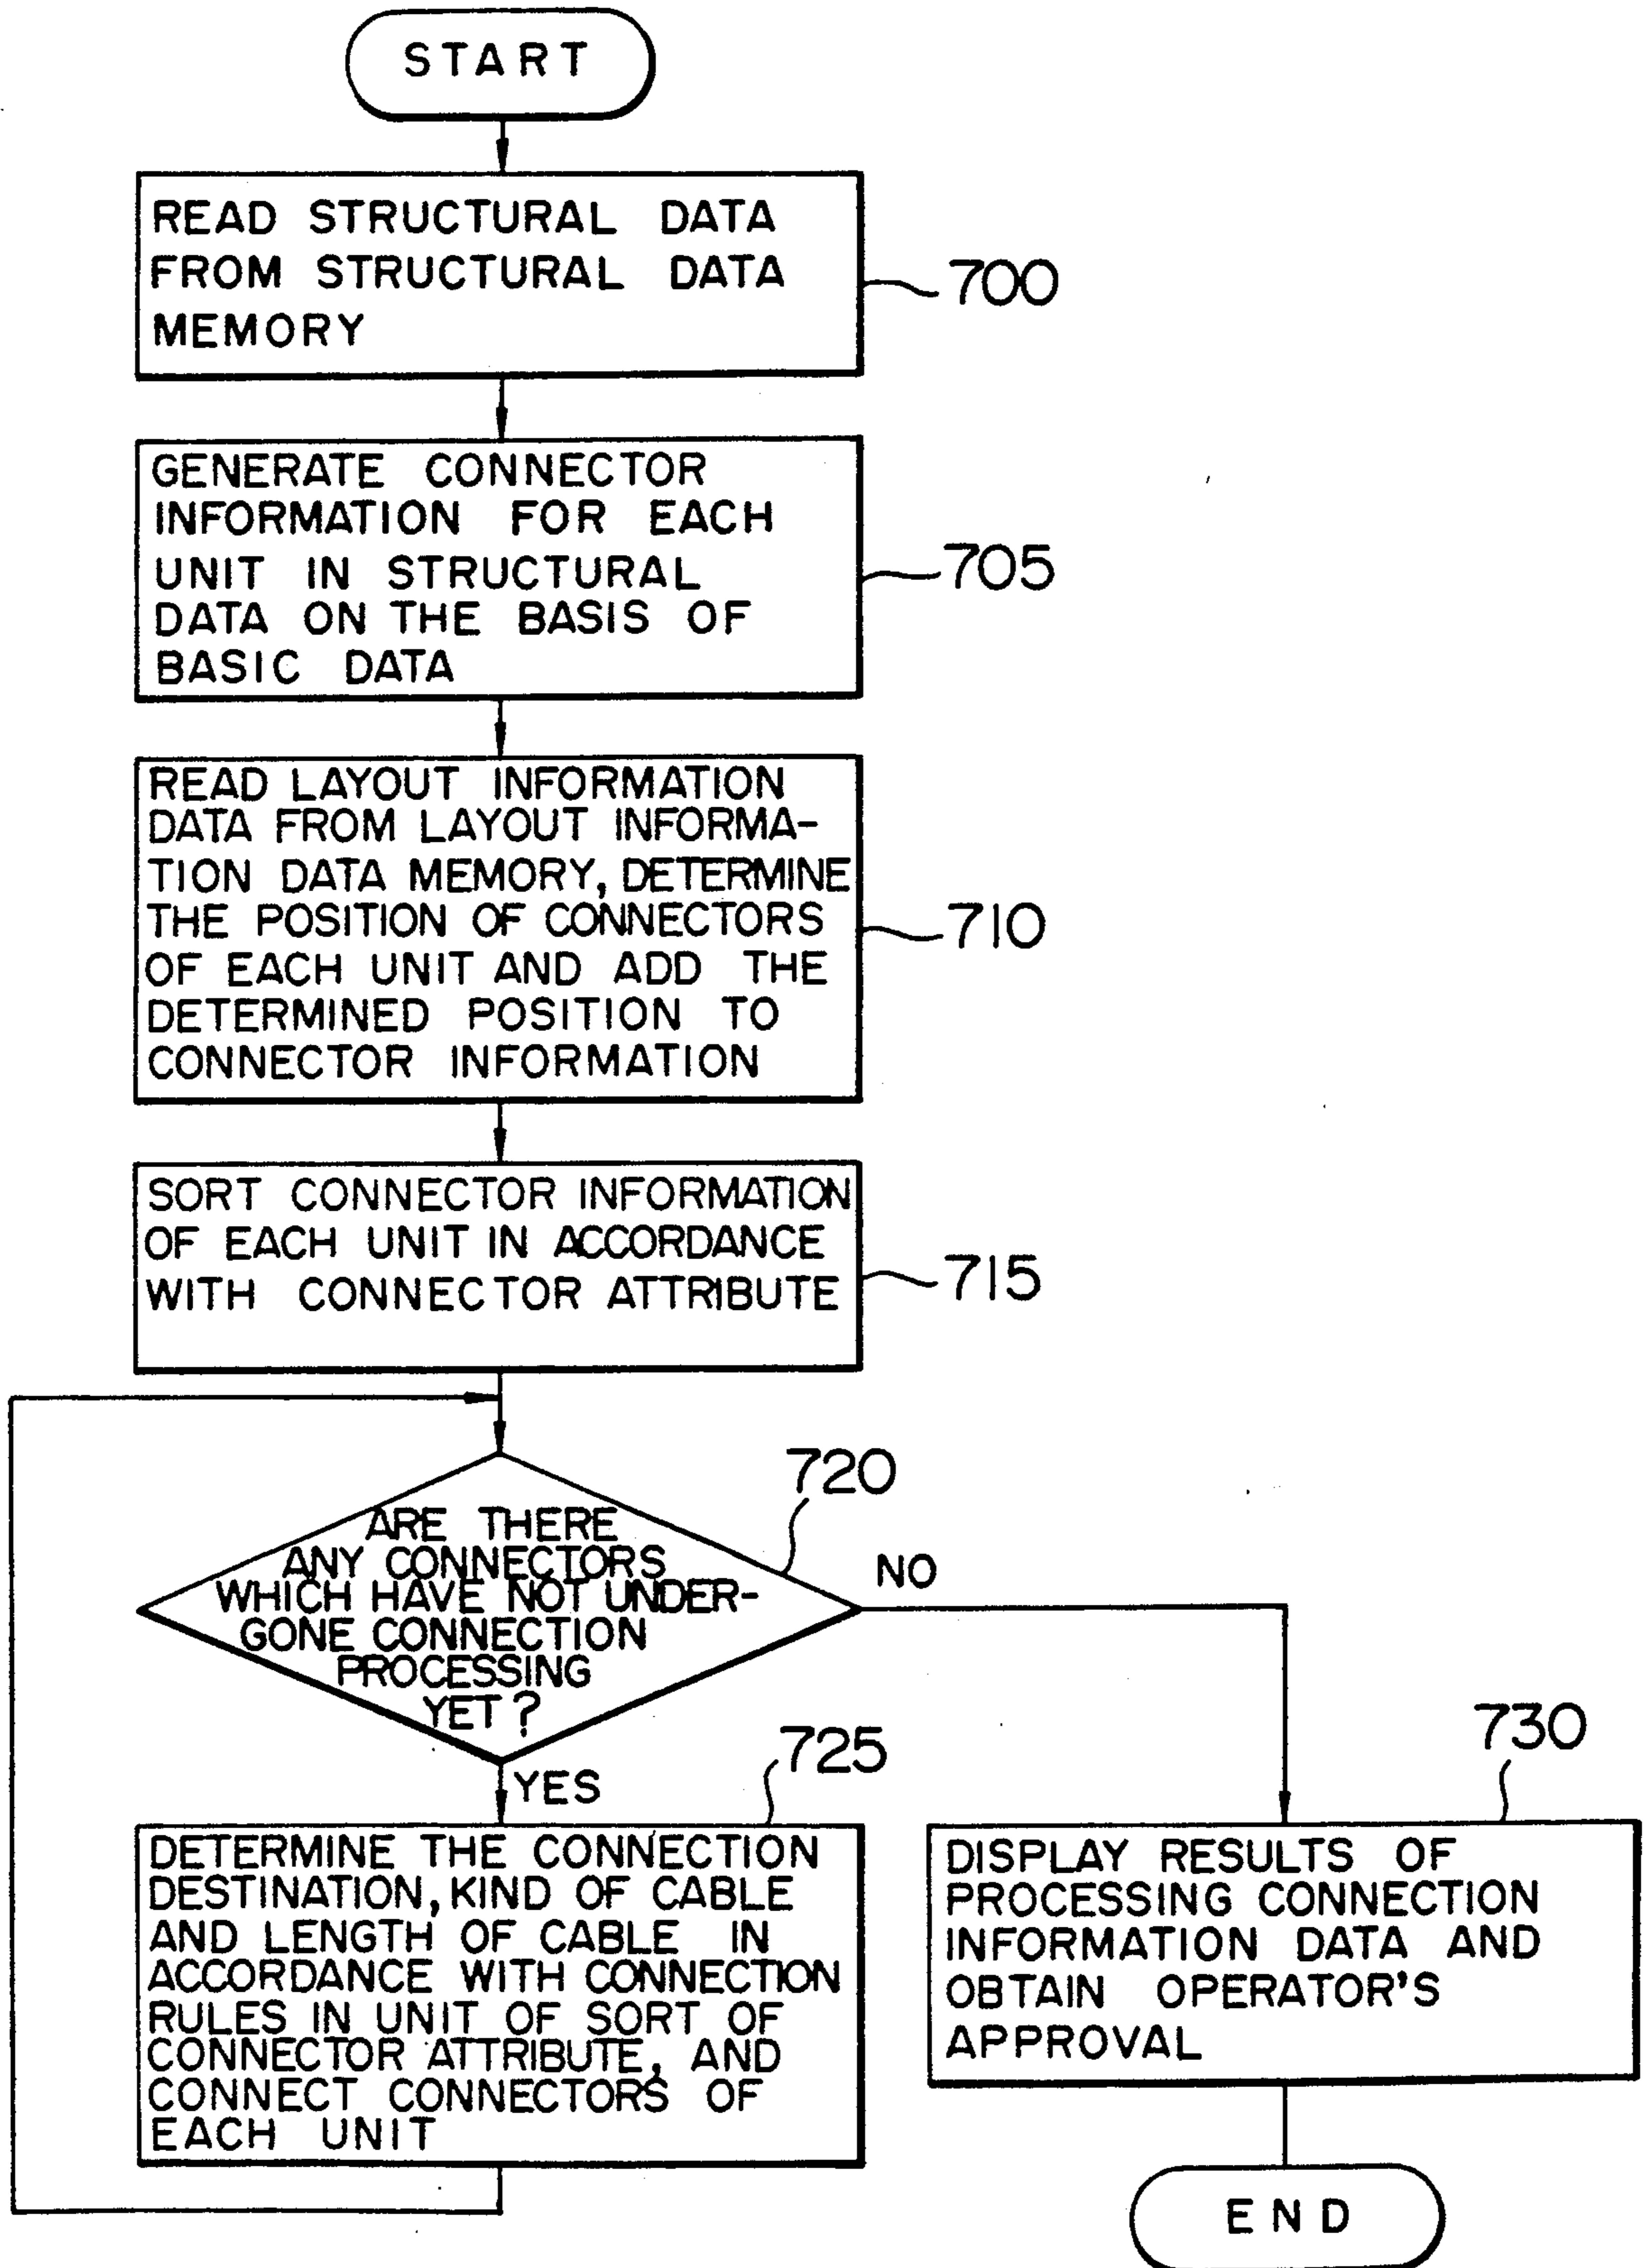 START
READ STRUCTURAL DATA
FROM STRUCTURAL DATA
MEMORY
700
GENERATE CONNECTOR
INFORMATION FOR EACH
UNIT IN STRUCTURAL
DATA ON THE BASIS OF
BASIC DATA
705
READ LAYOUT INFORMATION
DATA FROM LAYOUT INFORMA-
TION DATA MEMORY, DETERMINE
THE POSITION OF CONNECTORS
OF EACH UNIT AND ADD THE
DETERMINED POSITION TO
CONNECTOR INFORMATION
710
SORT CONNECTOR INFORMATION
OF EACH UNIT IN ACCORDANCE
WITH CONNECTOR ATTRIBUTE
715
720
ARE THERE
ANY CONNECTORS
WHICH HAVE NOT UNDER-
GONE CONNECTION
PROCESSING
YET?
NO
YES
725
DETERMINE THE CONNECTION
DESTINATION, KIND OF CABLE
AND LENGTH OF CABLE IN
ACCORDANCE WITH CONNECTION
RULES IN UNIT OF SORT OF
CONNECTOR ATTRIBUTE, AND
CONNECT CONNECTORS OF
EACH UNIT
730
DISPLAY RESULTS OF
PROCESSING CONNECTION
INFORMATION DATA AND
OBTAIN OPERATOR'S
APPROVAL
END